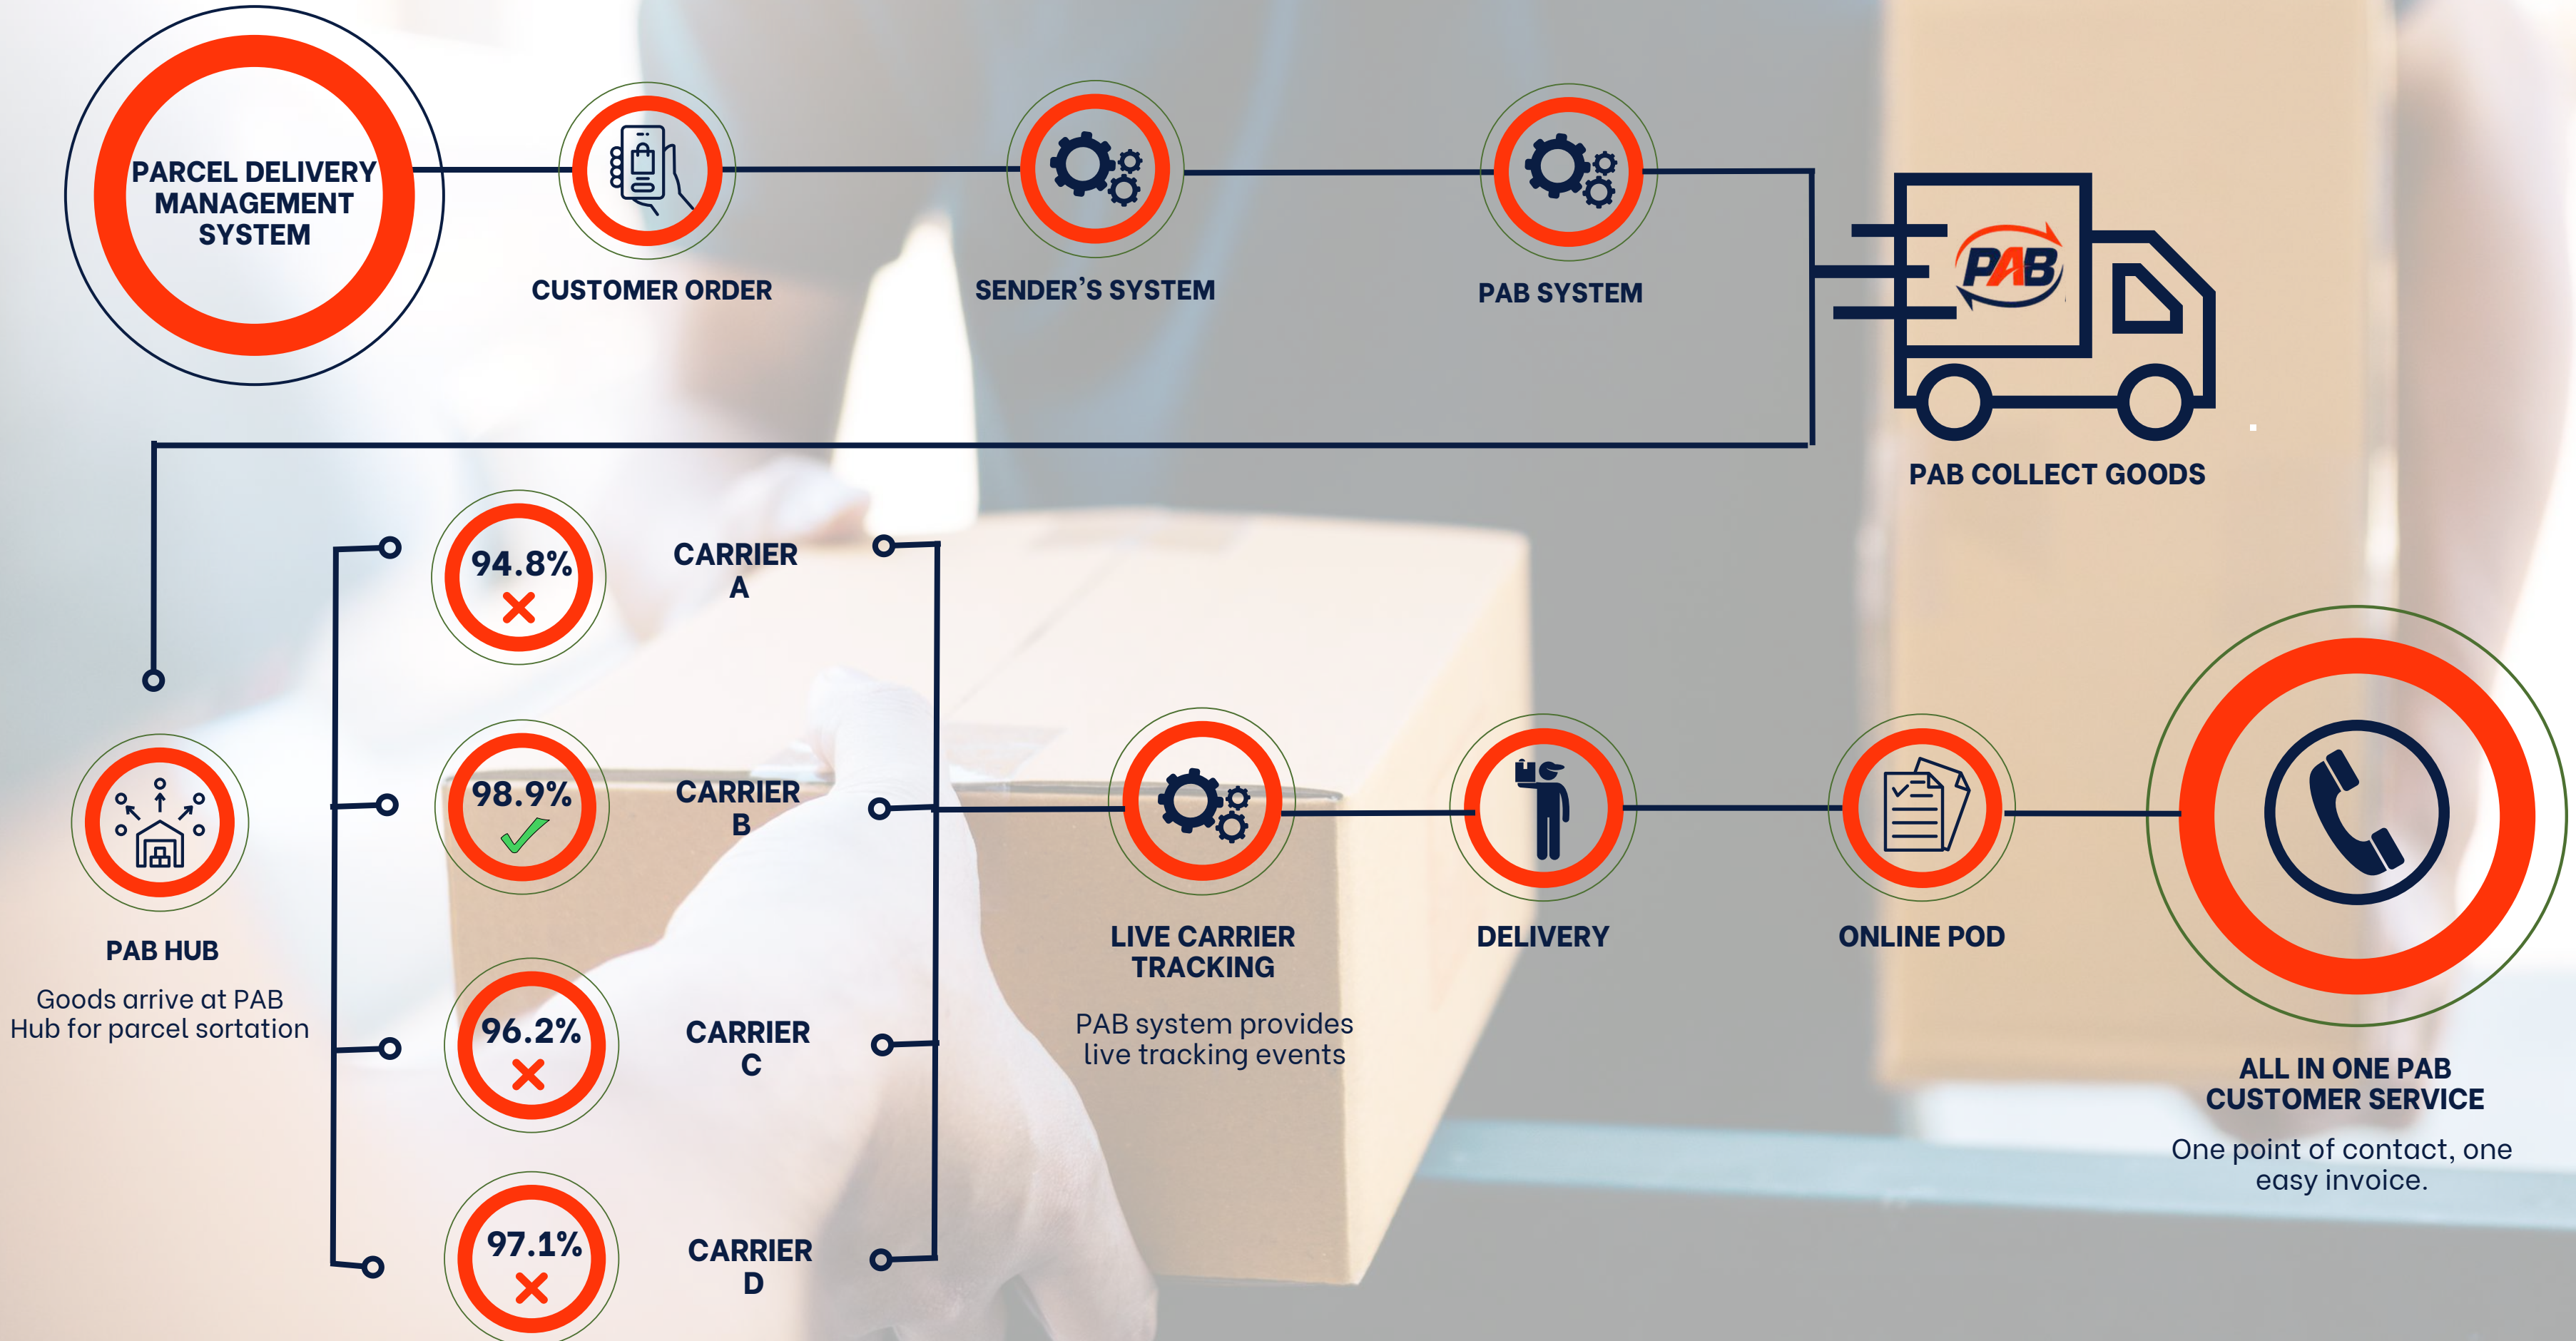 PARCEL DELIVERY
MANAGEMENT
SYSTEM
CUSTOMER ORDER
SENDER’S SYSTEM
PAB SYSTEM
PAB
PAB COLLECT GOODS
94.8%
CARRIER
A
98.9%
CARRIER
B
96.2%
CARRIER
C
97.1%
CARRIER
D
PAB HUB
Goods arrive at PAB
Hub for parcel sortation
LIVE CARRIER
TRACKING
PAB system provides
live tracking events
DELIVERY
ONLINE POD
ALL IN ONE PAB
CUSTOMER SERVICE
One point of contact, one
easy invoice.